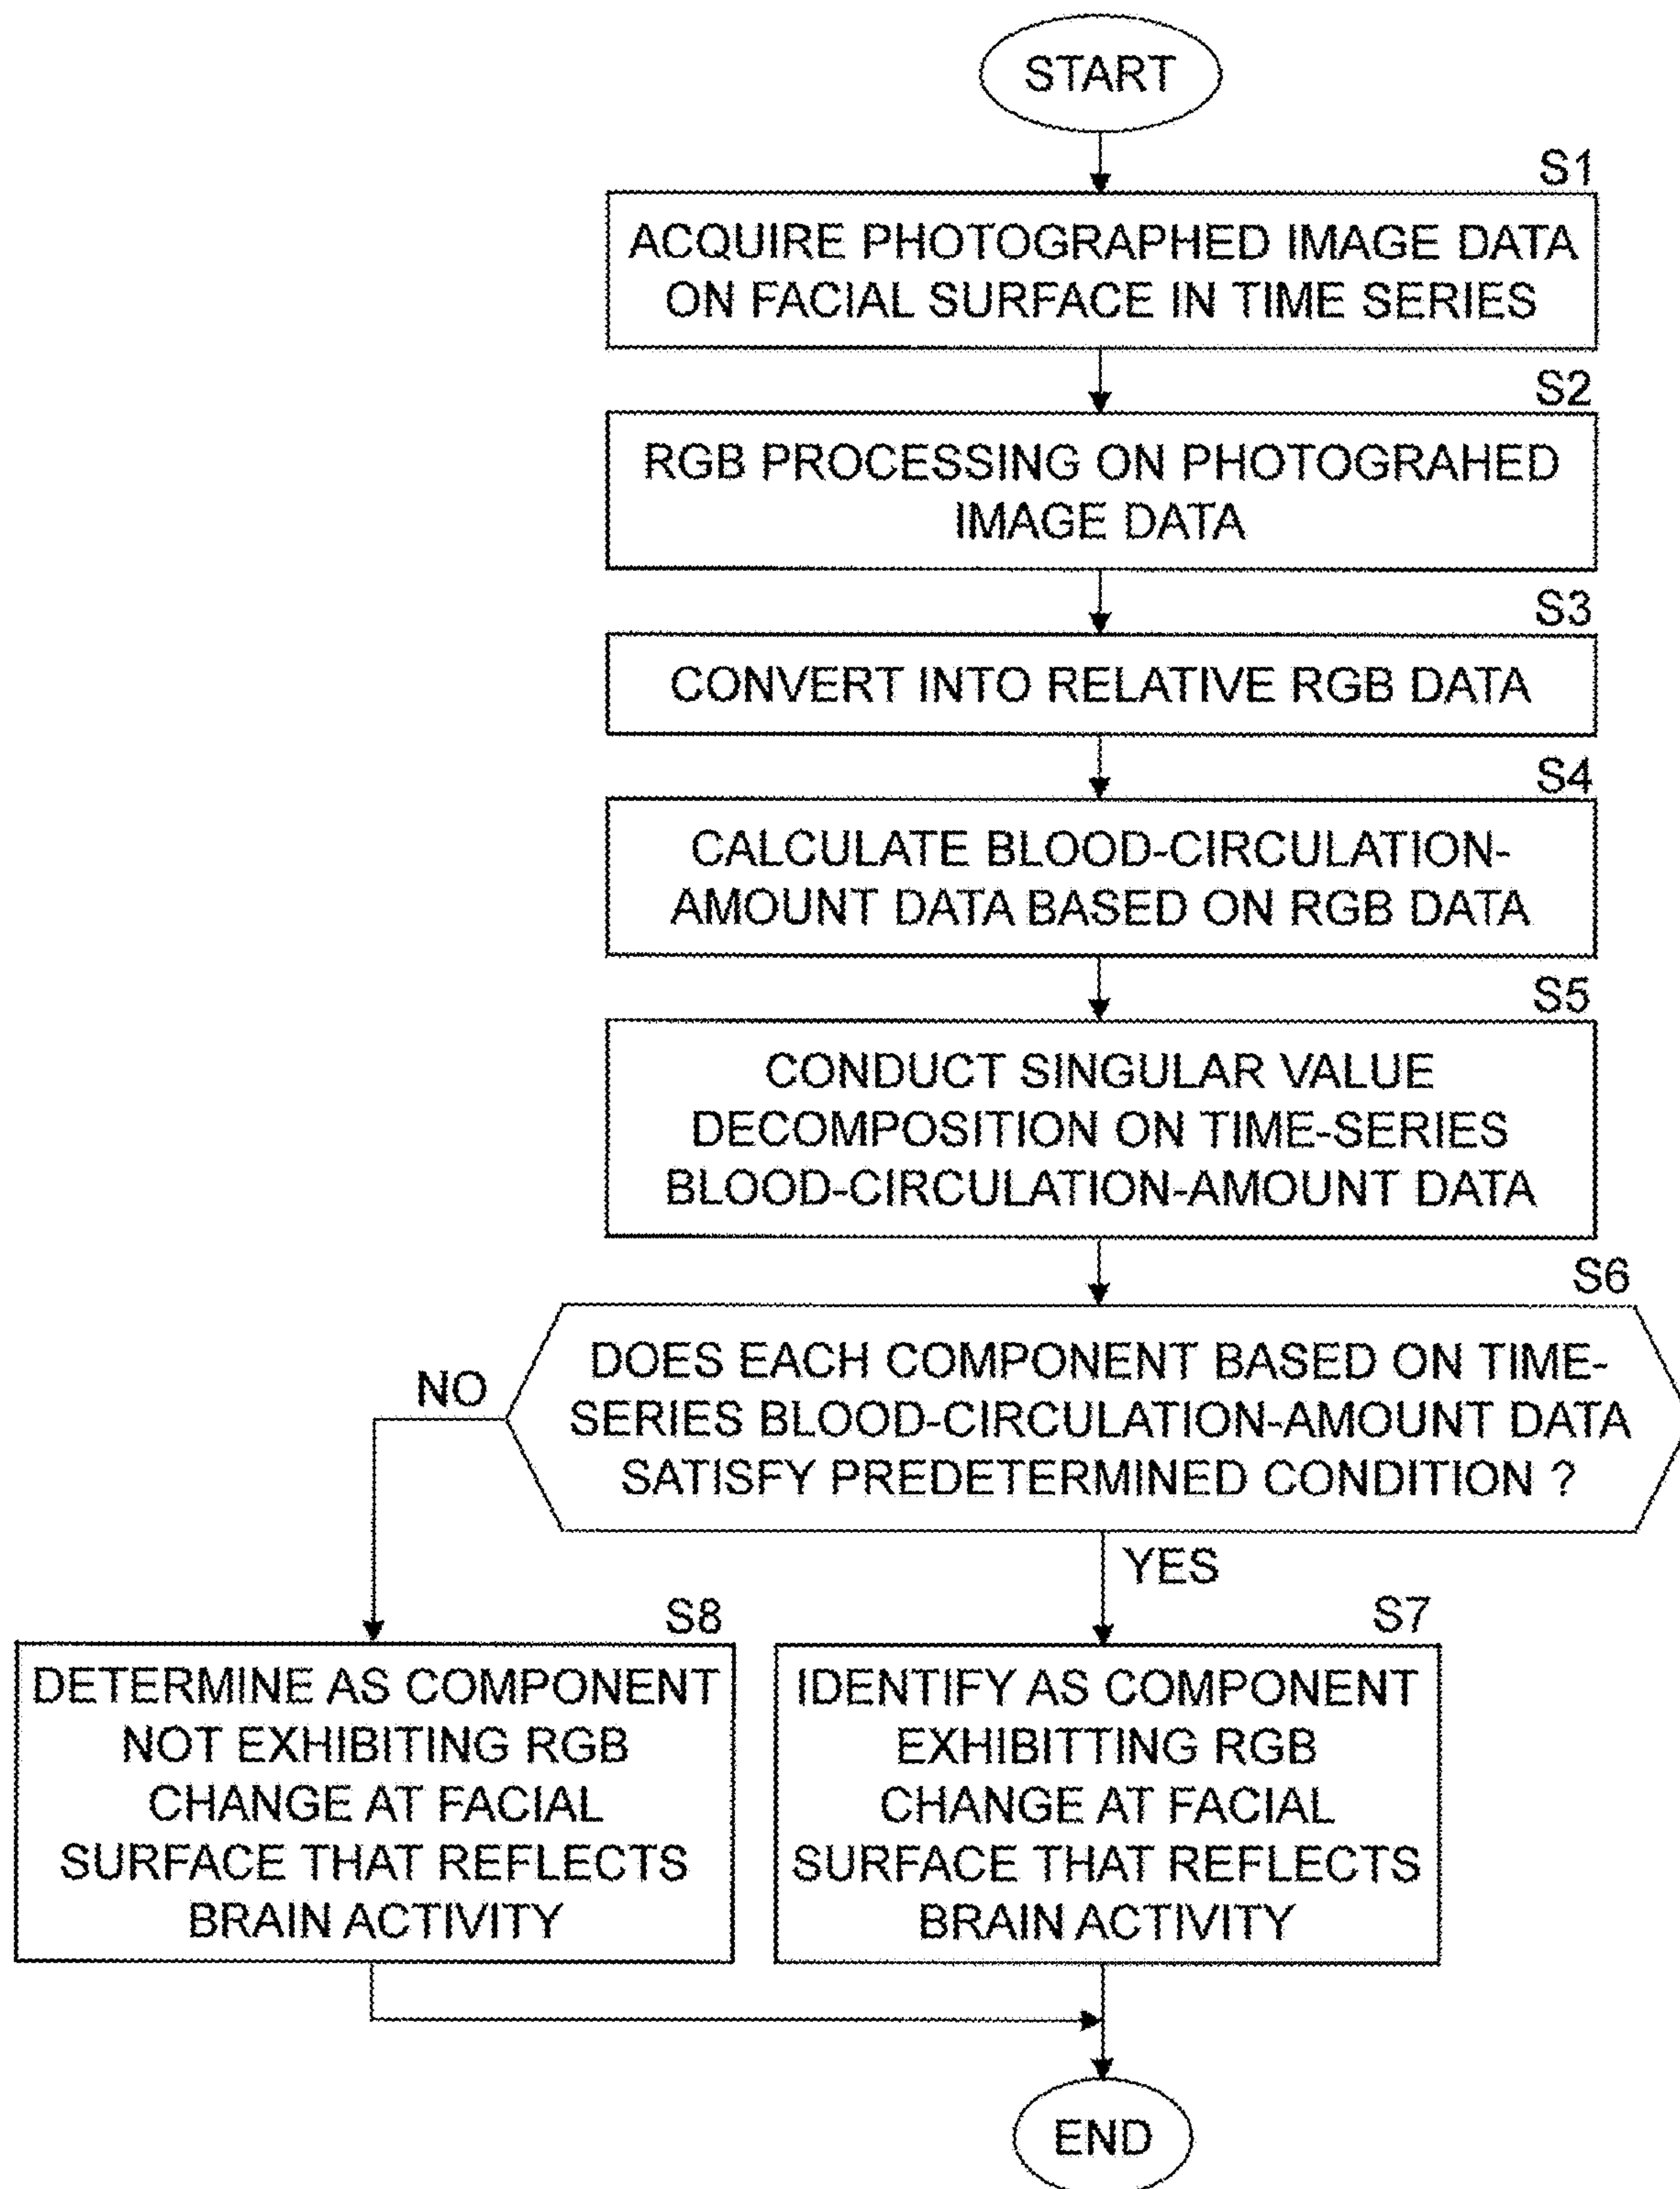 START
S1
ACQUIRE PHOTOGRAPHED IMAGE DATA
ON FACIAL SURFACE IN TIME SERIES
S2
RGB PROCESSING ON PHOTOGRAHED
IMAGE DATA
S3
CONVERT INTO RELATIVE RGB DATA
S4
CALCULATE BLOOD-CIRCULATION-
AMOUNT DATA BASED ON RGB DATA
S5
CONDUCT SINGULAR VALUE
DECOMPOSITION ON TIME-SERIES
BLOOD-CIRCULATION-AMOUNT DATA
S6
DOES EACH COMPONENT BASED ON TIME-
SERIES BLOOD-CIRCULATION-AMOUNT DATA
SATISFY PREDETERMINED CONDITION ?
NO
YES
S8
DETERMINE AS COMPONENT
NOT EXHIBITING RGB
CHANGE AT FACIAL
SURFACE THAT REFLECTS
BRAIN ACTIVITY
S7
IDENTIFY AS COMPONENT
EXHIBITTING RGB
CHANGE AT FACIAL
SURFACE THAT REFLECTS
BRAIN ACTIVITY
END